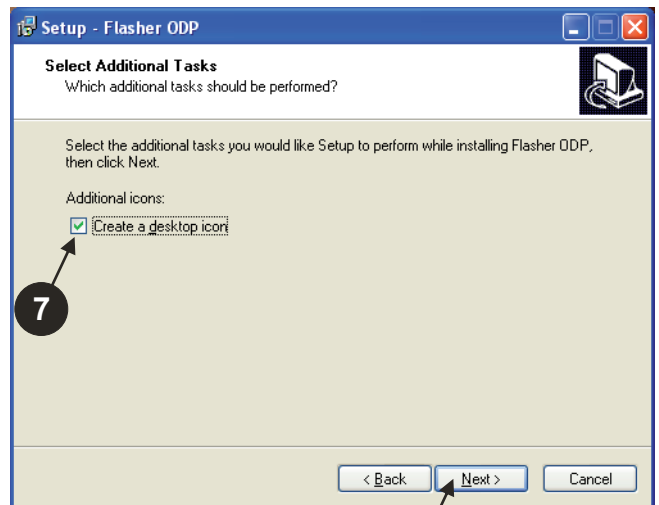 Setup - Flasher ODP
Select Additional Tasks
Which additional tasks should be performed?
Select the additional tasks you would like Setup to perform while installing Flasher ODP,
then click Next.
Additional icons:
Create a desktop icon
7
< Back Next > Cancel